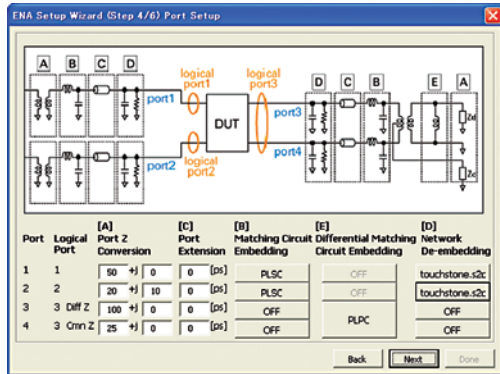 ENA Setup Wizard (Step 4/6) Port Setup
A B C D
logical port1
logical port3
D C B E A
port1
port3
DUT
port2
port4
logical port2
Zd
Zc
[A] [C] [B] [E] [D]
Port Logical Port Port Z Conversion Port Extension Matching Circuit Embedding Differential Matching Circuit Embedding Network De-embedding
1 1 50 +j 0 0 [ps] PLSC OFF touchstone.s2c
2 2 20 +j 10 0 [ps] PLSC OFF touchstone.s2c
3 3 Diff Z 100 +j 0 0 [ps] OFF PLPC OFF
4 3 Cmn Z 25 +j 0 0 [ps] OFF OFF
Back Next Done